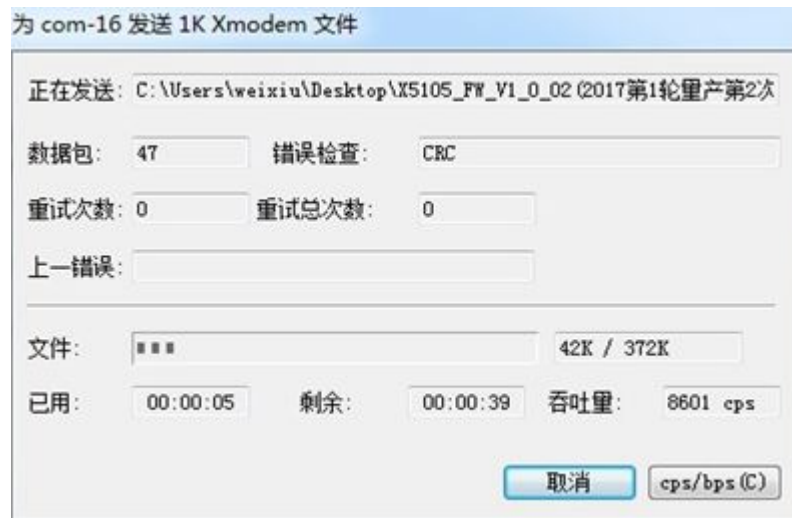 为 com-16 发送 1K Xmodem 文件
正在发送: C:\Users\weixiu\Desktop\X5105_FW_V1_0_02(2017第1轮量产第2次
数据包: 47 错误检查: CRC
重试次数: 0 重试总次数: 0
上一错误:
文件: 42K / 372K
已用: 00:00:05 剩余: 00:00:39 吞吐量: 8601 cps
取消 cps/bps(C)